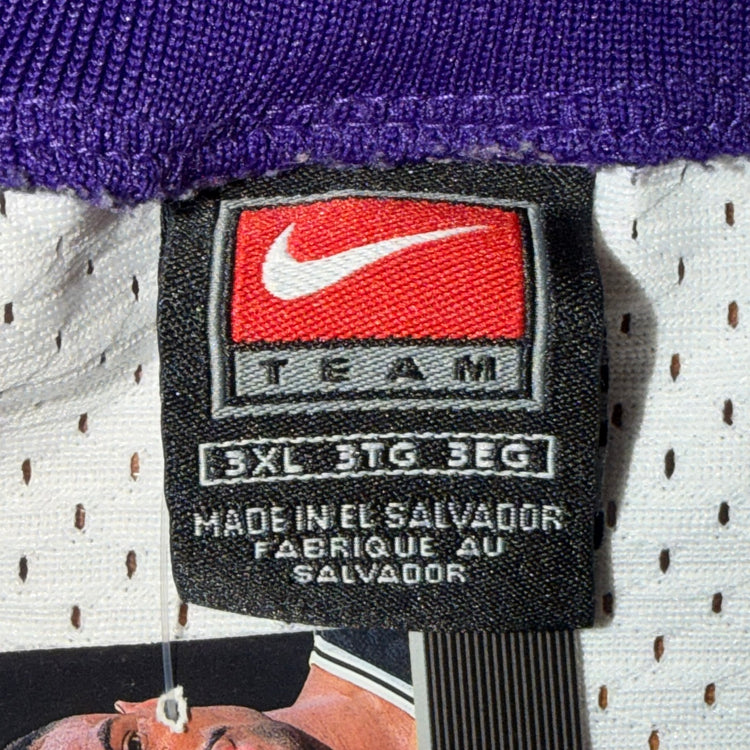 TEAM
3XL 3TG 3EG
MADE IN EL SALVADOR
FABRIQUE AU
SALVADOR